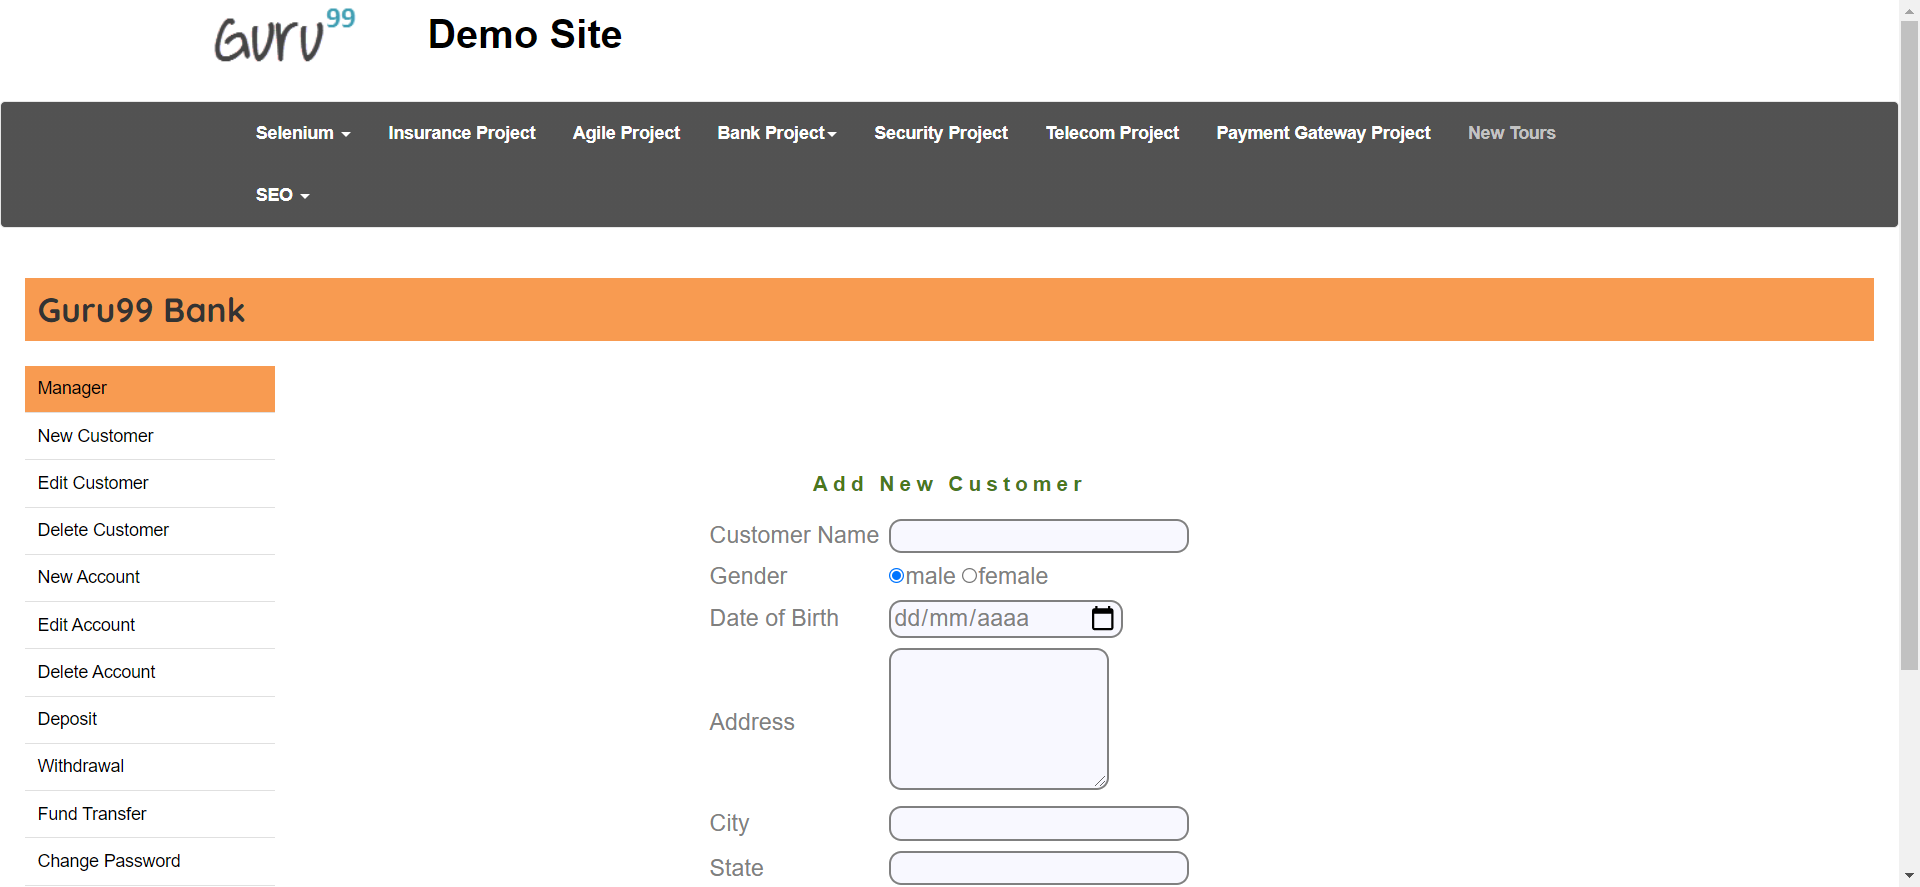 Guru99 Demo Site
Selenium Insurance Project Agile Project Bank Project Security Project Telecom Project Payment Gateway Project New Tours
SEO
Guru99 Bank
Manager
New Customer
Edit Customer
Delete Customer
New Account
Edit Account
Delete Account
Deposit
Withdrawal
Fund Transfer
Change Password
Add New Customer
Customer Name
Gender male female
Date of Birth dd/mm/aaaa
Address
City
State